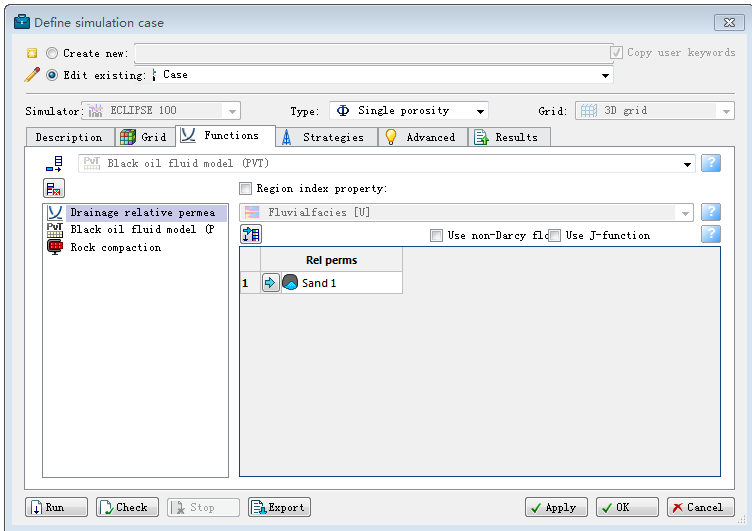 Define simulation case
Create new:
Copy user keywords
Edit existing: Case
Simulator: ECLIPSE 100 Type: Φ Single porosity Grid: 3D grid
Description Grid Functions Strategies Advanced Results
PVT Black oil fluid model (PVT) ?
Region index property:
Drainage relative permea
Fluvialfacies [U] ?
PVT Black oil fluid model (P
Use non-Darcy flo Use J-function ?
Rock compaction
Rel perms
1 Sand 1
Run Check Stop Export Apply OK Cancel